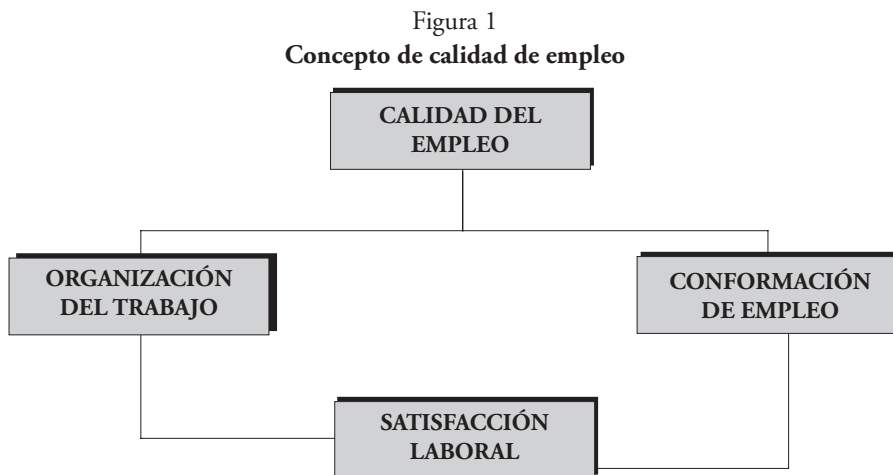 Figura 1
Concepto de calidad de empleo
CALIDAD DEL
EMPLEO
ORGANIZACIÓN
DEL TRABAJO
CONFORMACIÓN
DE EMPLEO
SATISFACCIÓN
LABORAL